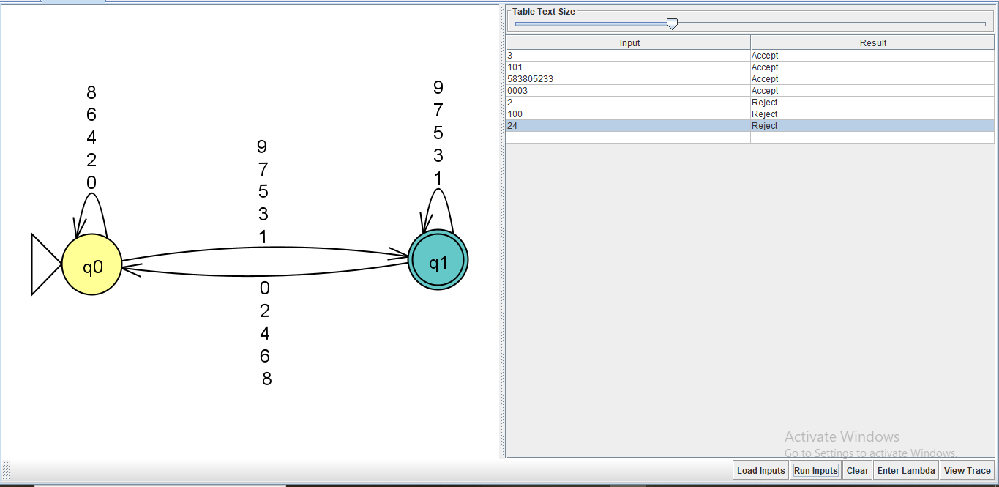 8
6
4
2
0
9
7
5
3
1
9
7
5
3
1
q0
q1
0
2
4
6
8
Table Text Size
Input Result
3 Accept
101 Accept
583805233 Accept
0003 Accept
2 Reject
100 Reject
24 Reject
Activate Windows
Go to Settings to activate Windows.
Load Inputs Run Inputs Clear Enter Lambda View Trace